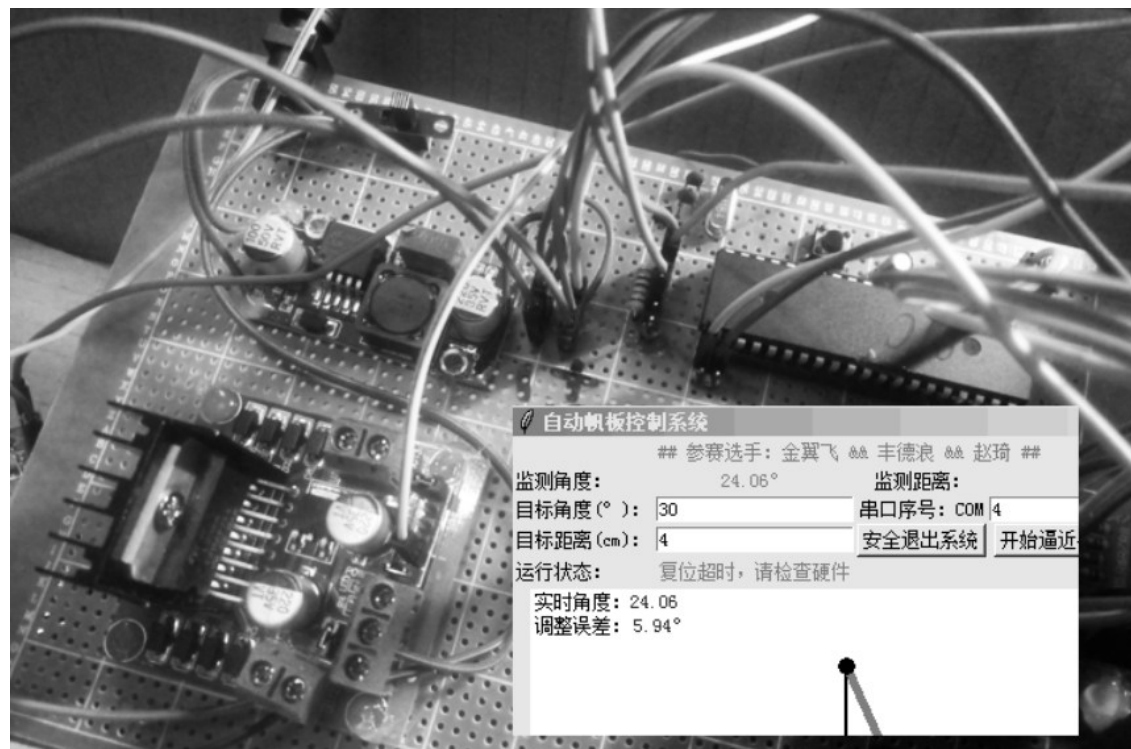 100
50V
RVT
自动帆板控制系统
## 参赛选手: 金翼飞 && 丰德浪 && 赵琦 ##
监测角度: 24.06° 监测距离:
目标角度(°): 30 串口序号: COM 4
目标距离(cm): 4 安全退出系统 开始逼近
运行状态: 复位超时，请检查硬件
实时角度: 24.06
调整误差: 5.94°